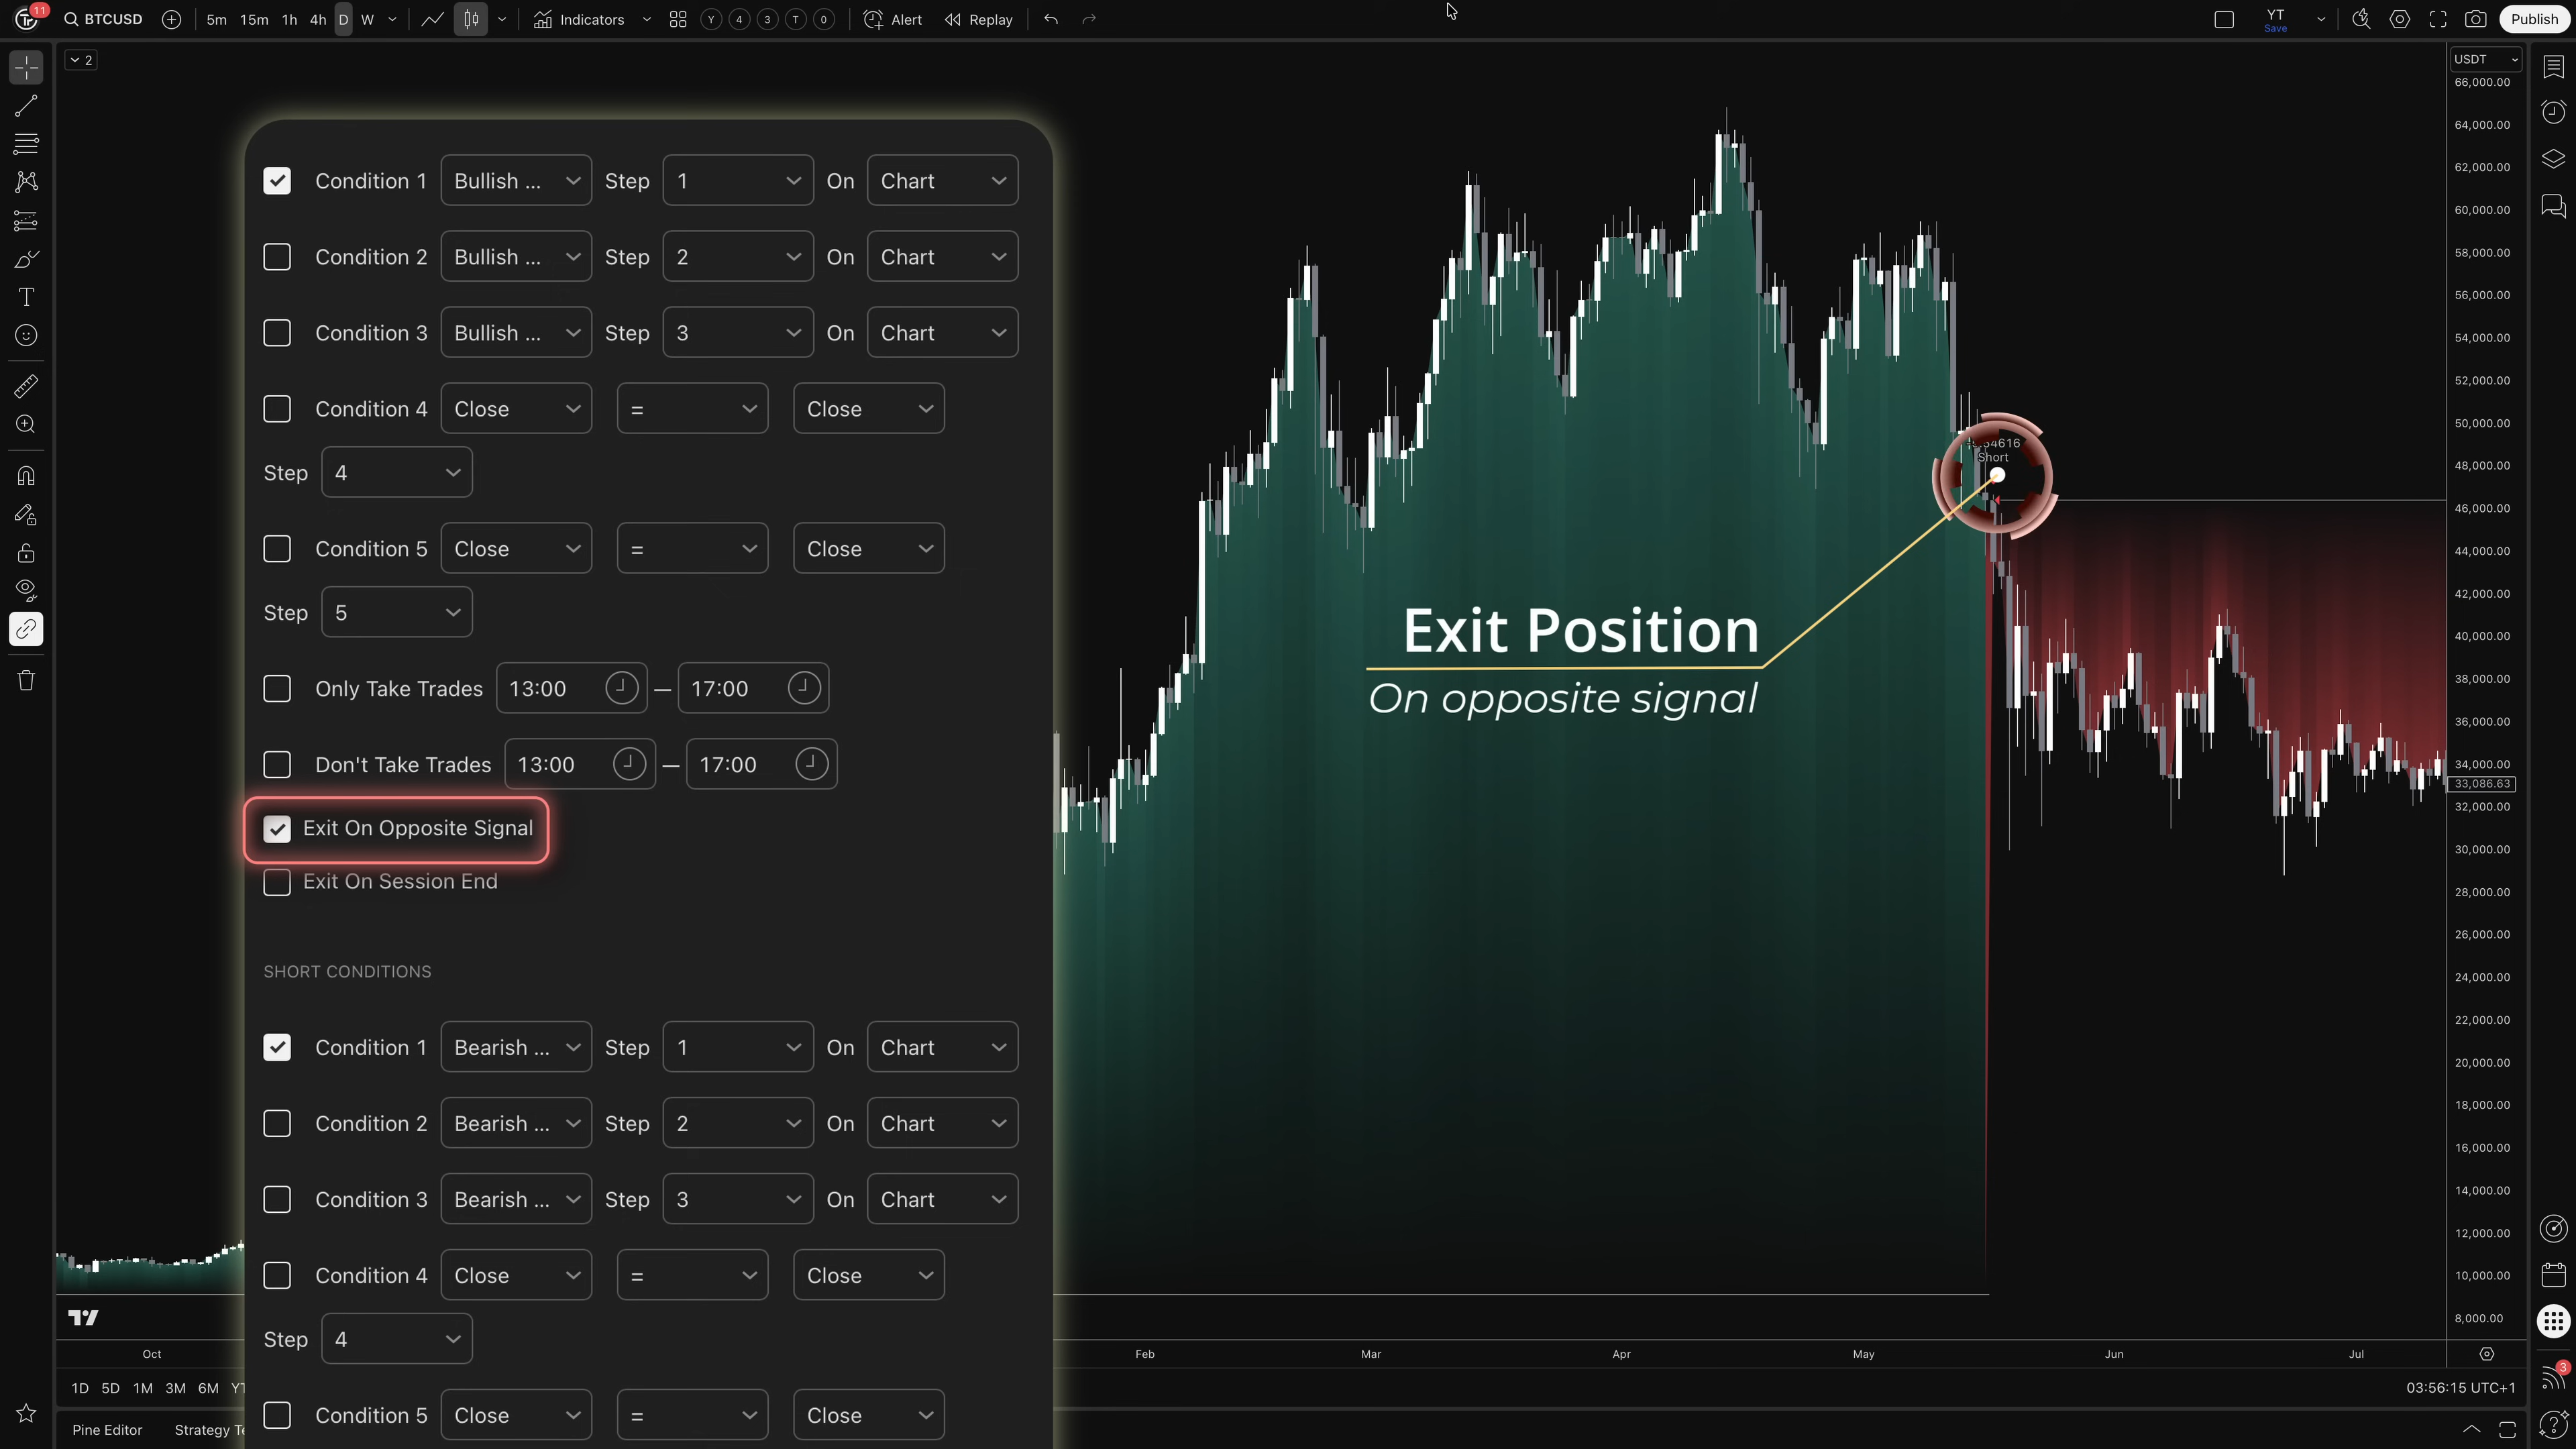 11 BTCUSD 5m 15m 1h 4h D W Indicators Y 4 3 T 0 Alert Replay YT Save Publish
2
USDT
66,000.00
64,000.00
62,000.00
60,000.00
58,000.00
56,000.00
54,000.00
52,000.00
50,000.00
48,000.00
46,000.00
44,000.00
42,000.00
40,000.00
38,000.00
36,000.00
34,000.00
33,086.63
32,000.00
30,000.00
28,000.00
26,000.00
24,000.00
22,000.00
20,000.00
18,000.00
16,000.00
14,000.00
12,000.00
10,000.00
8,000.00
Condition 1 Bullish ... Step 1 On Chart
Condition 2 Bullish ... Step 2 On Chart
Condition 3 Bullish ... Step 3 On Chart
Condition 4 Close = Close
Step 4
Condition 5 Close = Close
Step 5
Only Take Trades 13:00 — 17:00
Don't Take Trades 13:00 — 17:00
Exit On Opposite Signal
Exit On Session End
SHORT CONDITIONS
Condition 1 Bearish ... Step 1 On Chart
Condition 2 Bearish ... Step 2 On Chart
Condition 3 Bearish ... Step 3 On Chart
Condition 4 Close = Close
Step 4
Condition 5 Close = Close
Short
Exit Position
On opposite signal
Oct Feb Mar Apr May Jun Jul
1D 5D 1M 3M 6M 03:56:15 UTC+1
3
Pine Editor Strategy